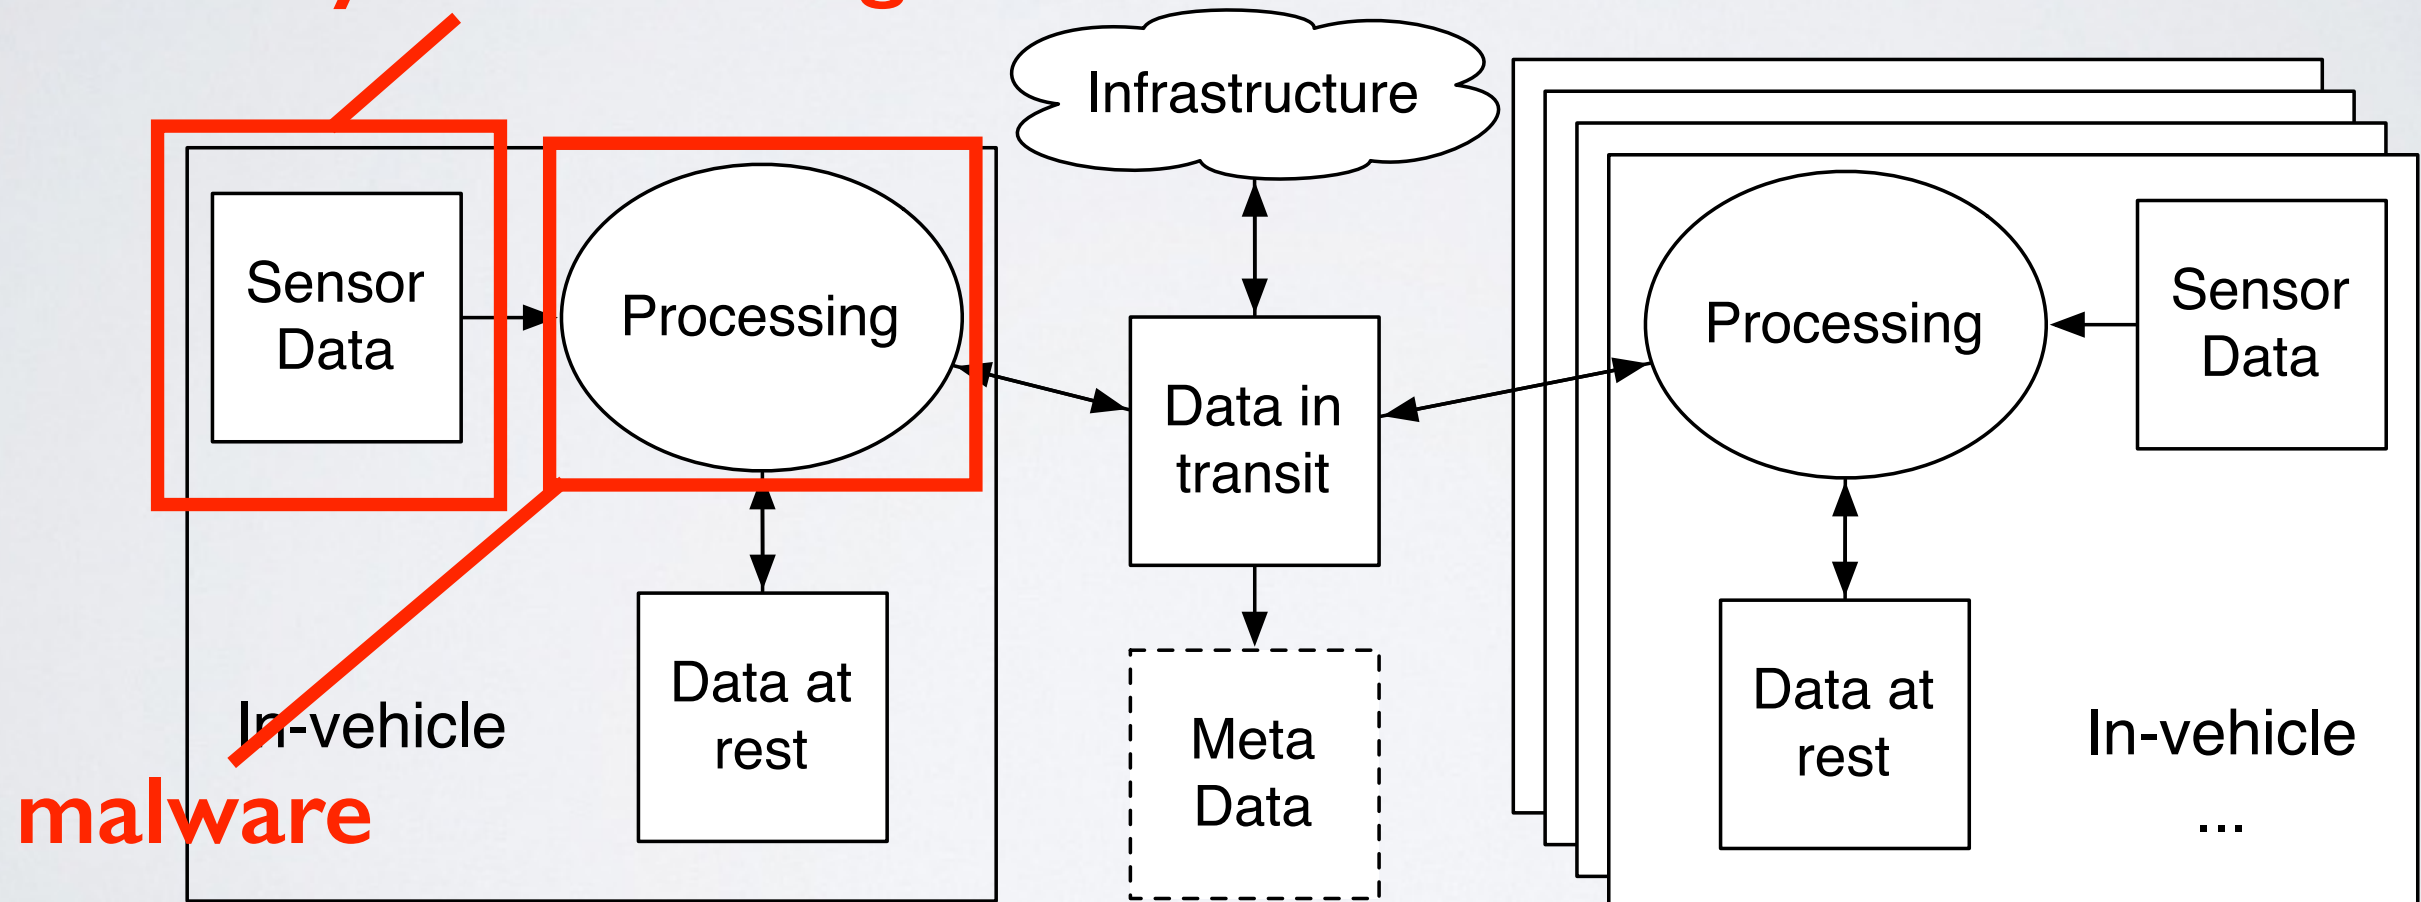 Infrastructure
Sensor
Data
Processing
Data in
transit
Processing
Sensor
Data
In-vehicle
Data at
rest
Meta
Data
Data at
rest
In-vehicle
...
malware